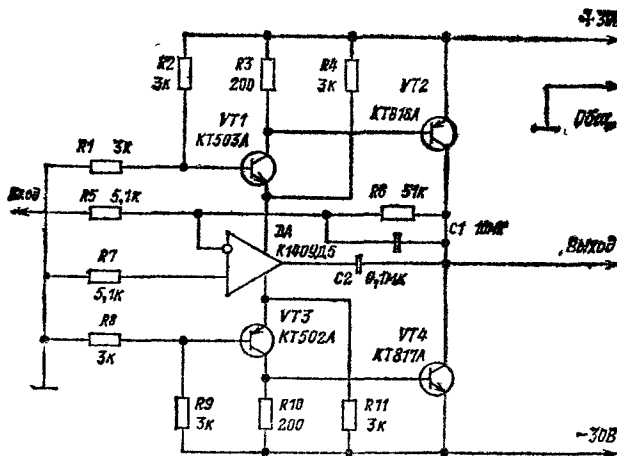 R2
3к
R3
200
R4
3к
VT2
КТ818А
VT1
КТ503А
R1 3к
Вход
R5 5,1к
R6 51к
DA
К1409Д5
C1
Выход
C2 0,1мк
R7
5,1к
R8
3к
VT3
КТ502А
VT4
КТ817А
R9
3к
R10
200
R11
3к
-30В